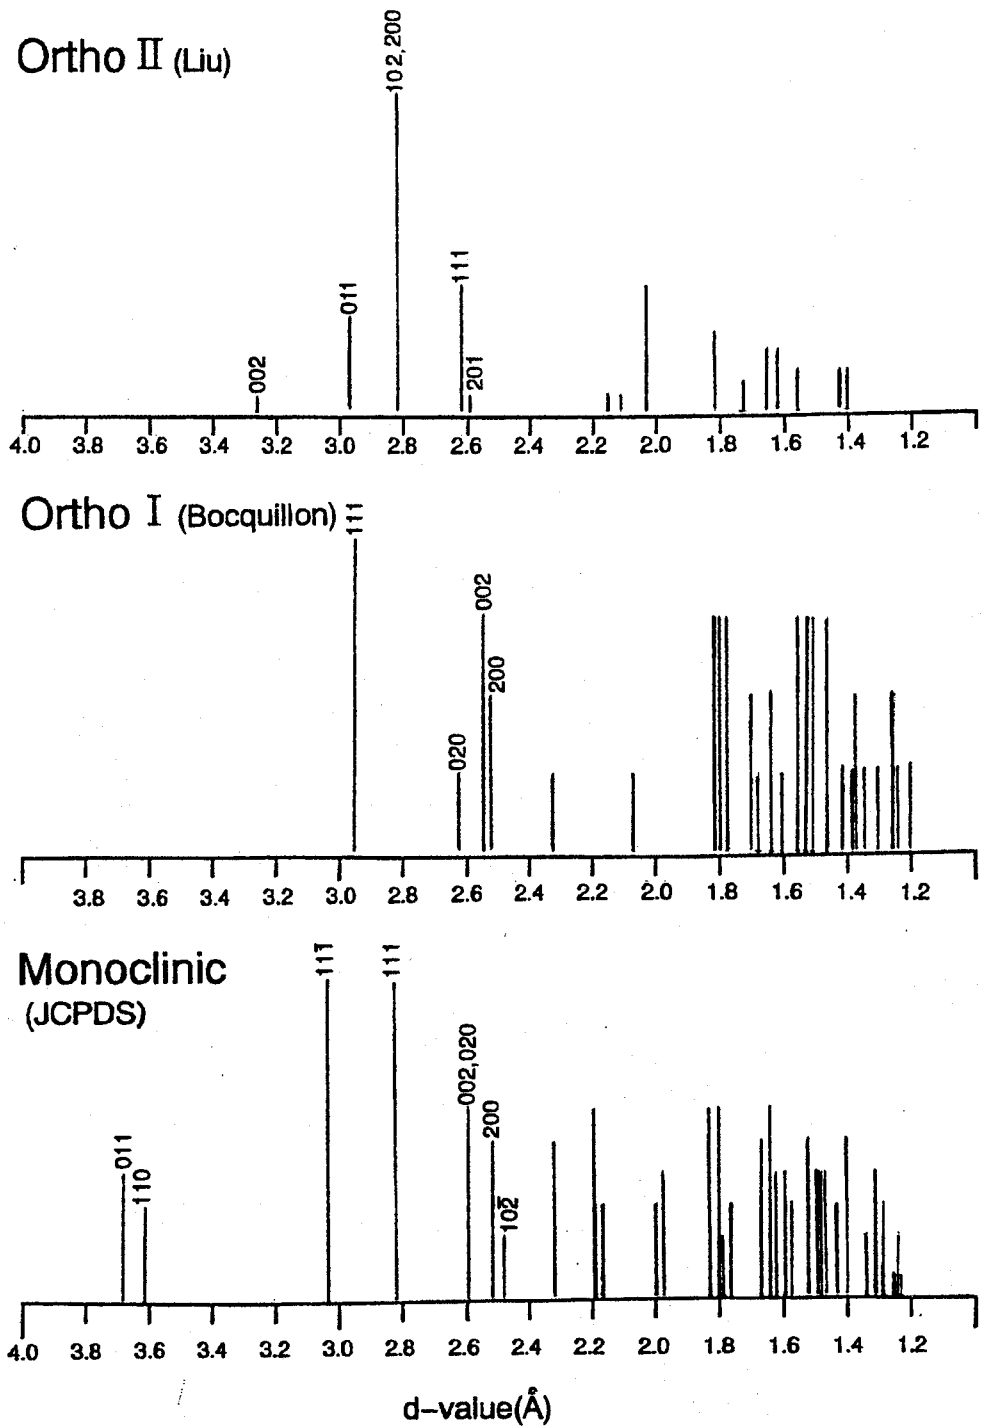 Ortho II (Liu)
002
011
102,200
111
201
4.0 3.8 3.6 3.4 3.2 3.0 2.8 2.6 2.4 2.2 2.0 1.8 1.6 1.4 1.2
Ortho I (Bocquillon)
111
020
002
200
3.8 3.6 3.4 3.2 3.0 2.8 2.6 2.4 2.2 2.0 1.8 1.6 1.4 1.2
Monoclinic
(JCPDS)
011
110
111̄
111
002,020
200
102̄
4.0 3.8 3.6 3.4 3.2 3.0 2.8 2.6 2.4 2.2 2.0 1.8 1.6 1.4 1.2
d-value(Å)